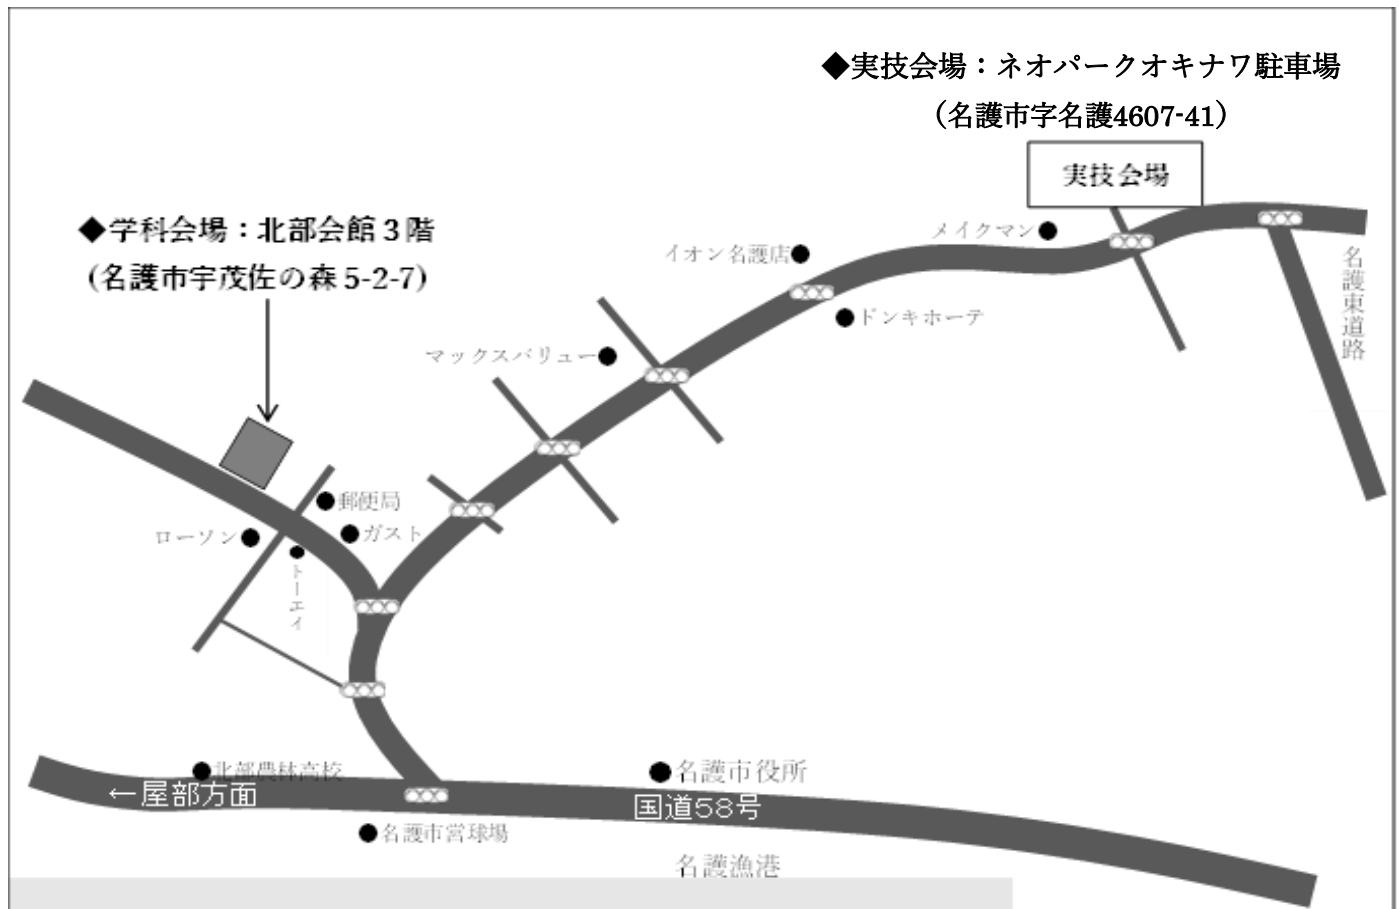 ◆実技会場：ネオパークオキナワ駐車場
（名護市字名護4607-41）
実技会場
◆学科会場：北部会館３階
(名護市宇茂佐の森5-2-7)
メイクマン
イオン名護店
ドンキホーテ
名護東道路
マックスバリュー
郵便局
ローソン
ガスト
トーエイ
北部農林高校
名護市役所
←屋部方面
国道58号
名護市営球場
名護漁港